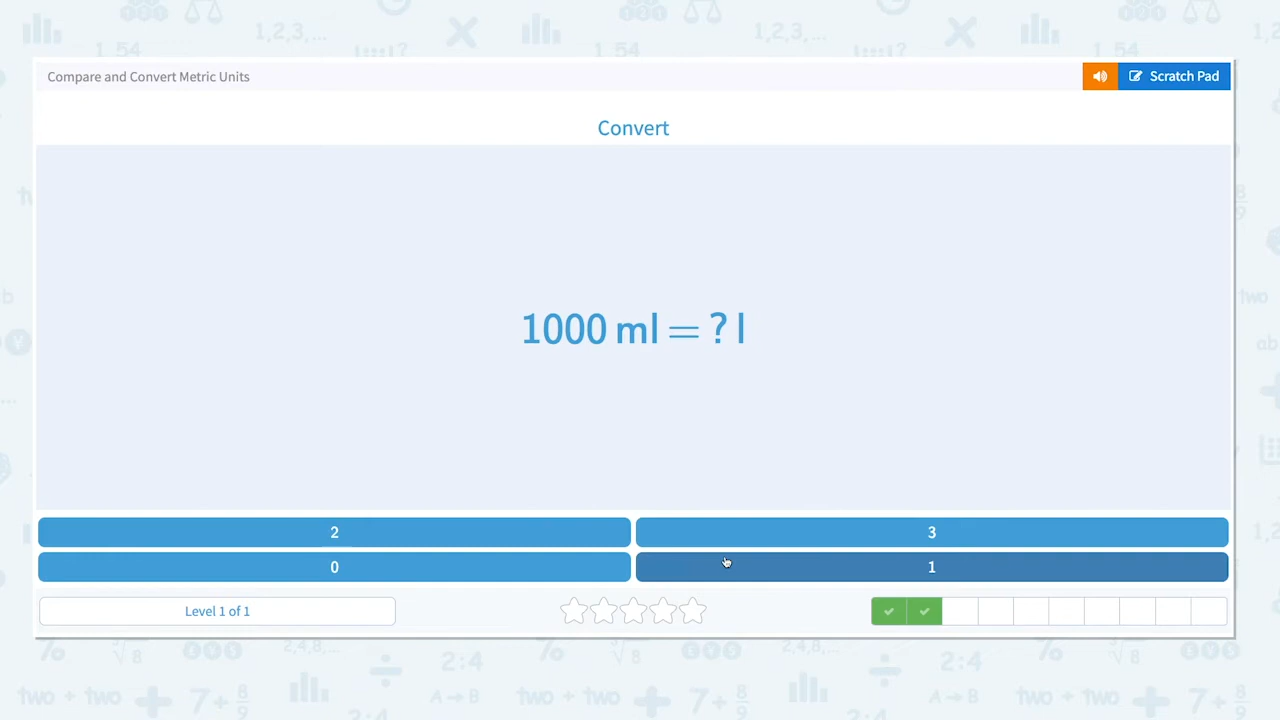 Compare and Convert Metric Units
Scratch Pad
Convert
1000 ml = ? l
2
3
0
1
Level 1 of 1